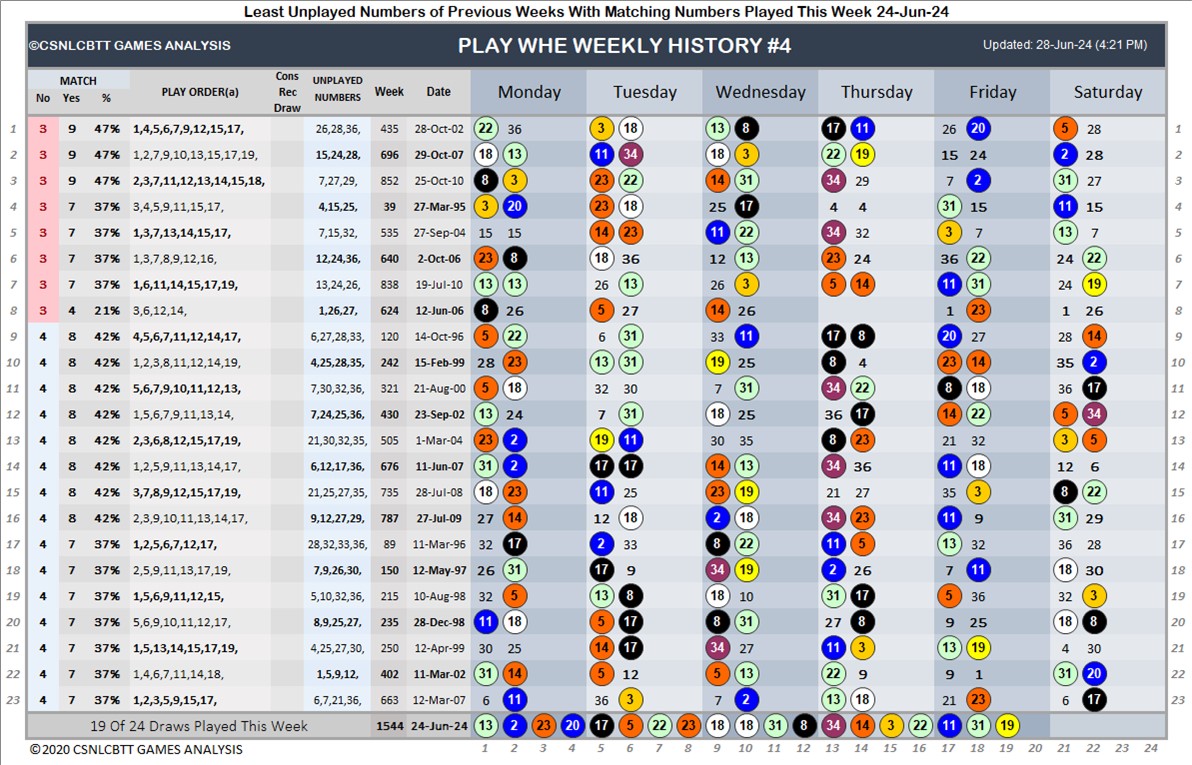 Least Unplayed Numbers of Previous Weeks With Matching Numbers Played This Week 24-Jun-24
©CSNLCBTT GAMES ANALYSIS PLAY WHE WEEKLY HISTORY #4 Updated: 28-Jun-24 (4:21 PM)
MATCH PLAY ORDER(a) Cons Rec Draw UNPLAYED NUMBERS Week Date Monday Tuesday Wednesday Thursday Friday Saturday
No Yes %
1 3 9 47% 1,4,5,6,7,9,12,15,17, 26,28,36, 435 28-Oct-02 22 36 3 18 13 8 17 11 26 20 5 28 1
2 3 9 47% 1,2,7,9,10,13,15,17,19, 15,24,28, 696 29-Oct-07 18 13 11 34 18 3 22 19 15 24 2 28 2
3 3 9 47% 2,3,7,11,12,13,14,15,18, 7,27,29, 852 25-Oct-10 8 3 23 22 14 31 34 29 7 2 31 27 3
4 3 7 37% 3,4,5,9,11,15,17, 4,15,25, 39 27-Mar-95 3 20 23 18 25 17 4 4 31 15 11 15 4
5 3 7 37% 1,3,7,13,14,15,17, 7,15,32, 535 27-Sep-04 15 15 14 23 11 22 34 32 3 7 13 7 5
6 3 7 37% 1,3,7,8,9,12,16, 12,24,36, 640 2-Oct-06 23 8 18 36 12 13 23 24 36 22 24 22 6
7 3 7 37% 1,6,11,14,15,17,19, 13,24,26, 838 19-Jul-10 13 13 26 13 26 3 5 14 11 31 24 19 7
8 3 4 21% 3,6,12,14, 1,26,27, 624 12-Jun-06 8 26 5 27 14 26 1 23 1 26 8
9 4 8 42% 4,5,6,7,11,12,14,17, 6,27,28,33, 120 14-Oct-96 5 22 6 31 33 11 17 8 20 27 28 14 9
10 4 8 42% 1,2,3,8,11,12,14,19, 4,25,28,35, 242 15-Feb-99 28 23 13 31 19 25 8 4 23 14 35 2 10
11 4 8 42% 5,6,7,9,10,11,12,13, 7,30,32,36, 321 21-Aug-00 5 18 32 30 7 31 34 22 8 18 36 17 11
12 4 8 42% 1,5,6,7,9,11,13,14, 7,24,25,36, 430 23-Sep-02 13 24 7 31 18 25 36 17 14 22 5 34 12
13 4 8 42% 2,3,6,8,12,15,17,19, 21,30,32,35, 505 1-Mar-04 23 2 19 11 30 35 8 23 21 32 3 5 13
14 4 8 42% 1,2,5,9,11,13,14,17, 6,12,17,36, 676 11-Jun-07 31 2 17 17 14 13 34 36 11 18 12 6 14
15 4 8 42% 3,7,8,9,12,15,17,19, 21,25,27,35, 735 28-Jul-08 18 23 11 25 23 19 21 27 35 3 8 22 15
16 4 8 42% 2,3,9,10,11,13,14,17, 9,12,27,29, 787 27-Jul-09 27 14 12 18 2 18 34 23 11 9 31 29 16
17 4 7 37% 1,2,5,6,7,12,17, 28,32,33,36, 89 11-Mar-96 32 17 2 33 8 22 11 5 13 32 36 28 17
18 4 7 37% 2,5,9,11,13,17,19, 7,9,26,30, 150 12-May-97 26 31 17 9 34 19 2 26 7 11 18 30 18
19 4 7 37% 1,5,6,9,11,12,15, 5,10,32,36, 215 10-Aug-98 32 5 13 8 18 10 31 17 5 36 32 3 19
20 4 7 37% 5,6,9,10,11,12,17, 8,9,25,27, 235 28-Dec-98 11 18 5 17 8 31 27 8 9 25 18 8 20
21 4 7 37% 1,5,13,14,15,17,19, 4,25,27,30, 250 12-Apr-99 30 25 14 17 34 27 11 3 13 19 4 30 21
22 4 7 37% 1,4,6,7,11,14,18, 1,5,9,12, 402 11-Mar-02 31 14 5 12 5 13 22 9 9 1 31 20 22
23 4 7 37% 1,2,3,5,9,15,17, 6,7,21,36, 663 12-Mar-07 6 11 36 3 7 2 13 18 21 23 6 17 23
19 Of 24 Draws Played This Week 1544 24-Jun-24 13 2 23 20 17 5 22 23 18 18 31 8 34 14 3 22 11 31 19
© 2020 CSNLCBTT GAMES ANALYSIS 1 2 3 4 5 6 7 8 9 10 11 12 13 14 15 16 17 18 19 20 21 22 23 24